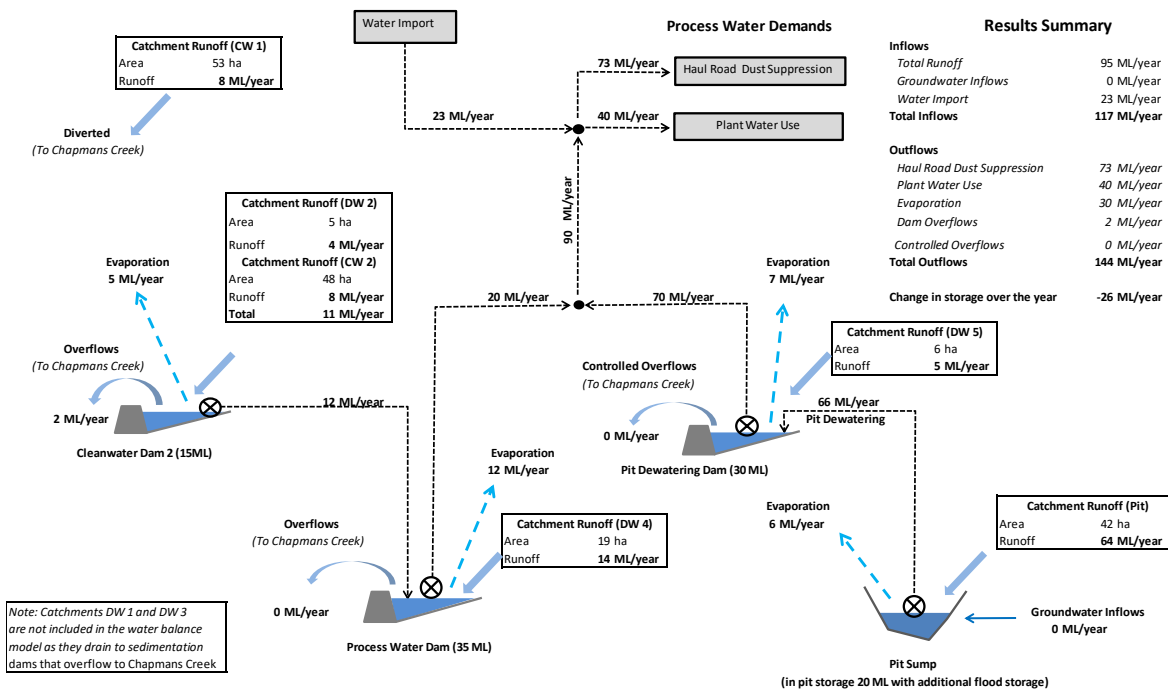 Water Import
Process Water Demands
Results Summary
Catchment Runoff (CW 1)
Area 53 ha
Runoff 8 ML/year
Diverted
(To Chapmans Creek)
73 ML/year
Haul Road Dust Suppression
23 ML/year
40 ML/year
Plant Water Use
90 ML/year
Inflows
Total Runoff 95 ML/year
Groundwater Inflows 0 ML/year
Water Import 23 ML/year
Total Inflows 117 ML/year
Outflows
Haul Road Dust Suppression 73 ML/year
Plant Water Use 40 ML/year
Evaporation 30 ML/year
Dam Overflows 2 ML/year
Controlled Overflows 0 ML/year
Total Outflows 144 ML/year
Change in storage over the year -26 ML/year
Catchment Runoff (DW 2)
Area 5 ha
Runoff 4 ML/year
Catchment Runoff (CW 2)
Area 48 ha
Runoff 8 ML/year
Total 11 ML/year
Evaporation
5 ML/year
Overflows
(To Chapmans Creek)
2 ML/year
Cleanwater Dam 2 (15ML)
12 ML/year
20 ML/year
70 ML/year
Evaporation
7 ML/year
Catchment Runoff (DW 5)
Area 6 ha
Runoff 5 ML/year
Controlled Overflows
(To Chapmans Creek)
0 ML/year
Pit Dewatering Dam (30 ML)
66 ML/year
Pit Dewatering
Evaporation
12 ML/year
Overflows
(To Chapmans Creek)
0 ML/year
Catchment Runoff (DW 4)
Area 19 ha
Runoff 14 ML/year
Process Water Dam (35 ML)
Evaporation
6 ML/year
Catchment Runoff (Pit)
Area 42 ha
Runoff 64 ML/year
Groundwater Inflows
0 ML/year
Pit Sump
(in pit storage 20 ML with additional flood storage)
Note: Catchments DW 1 and DW 3
are not included in the water balance
model as they drain to sedimentation
dams that overflow to Chapmans Creek